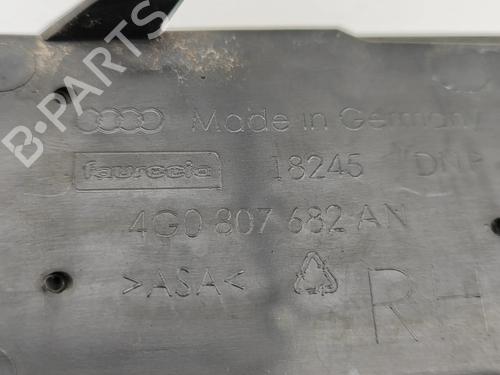 B-PARTS
Made in Germany
faurecia
18245
4G0 807 682 AN
>ASA<
RH